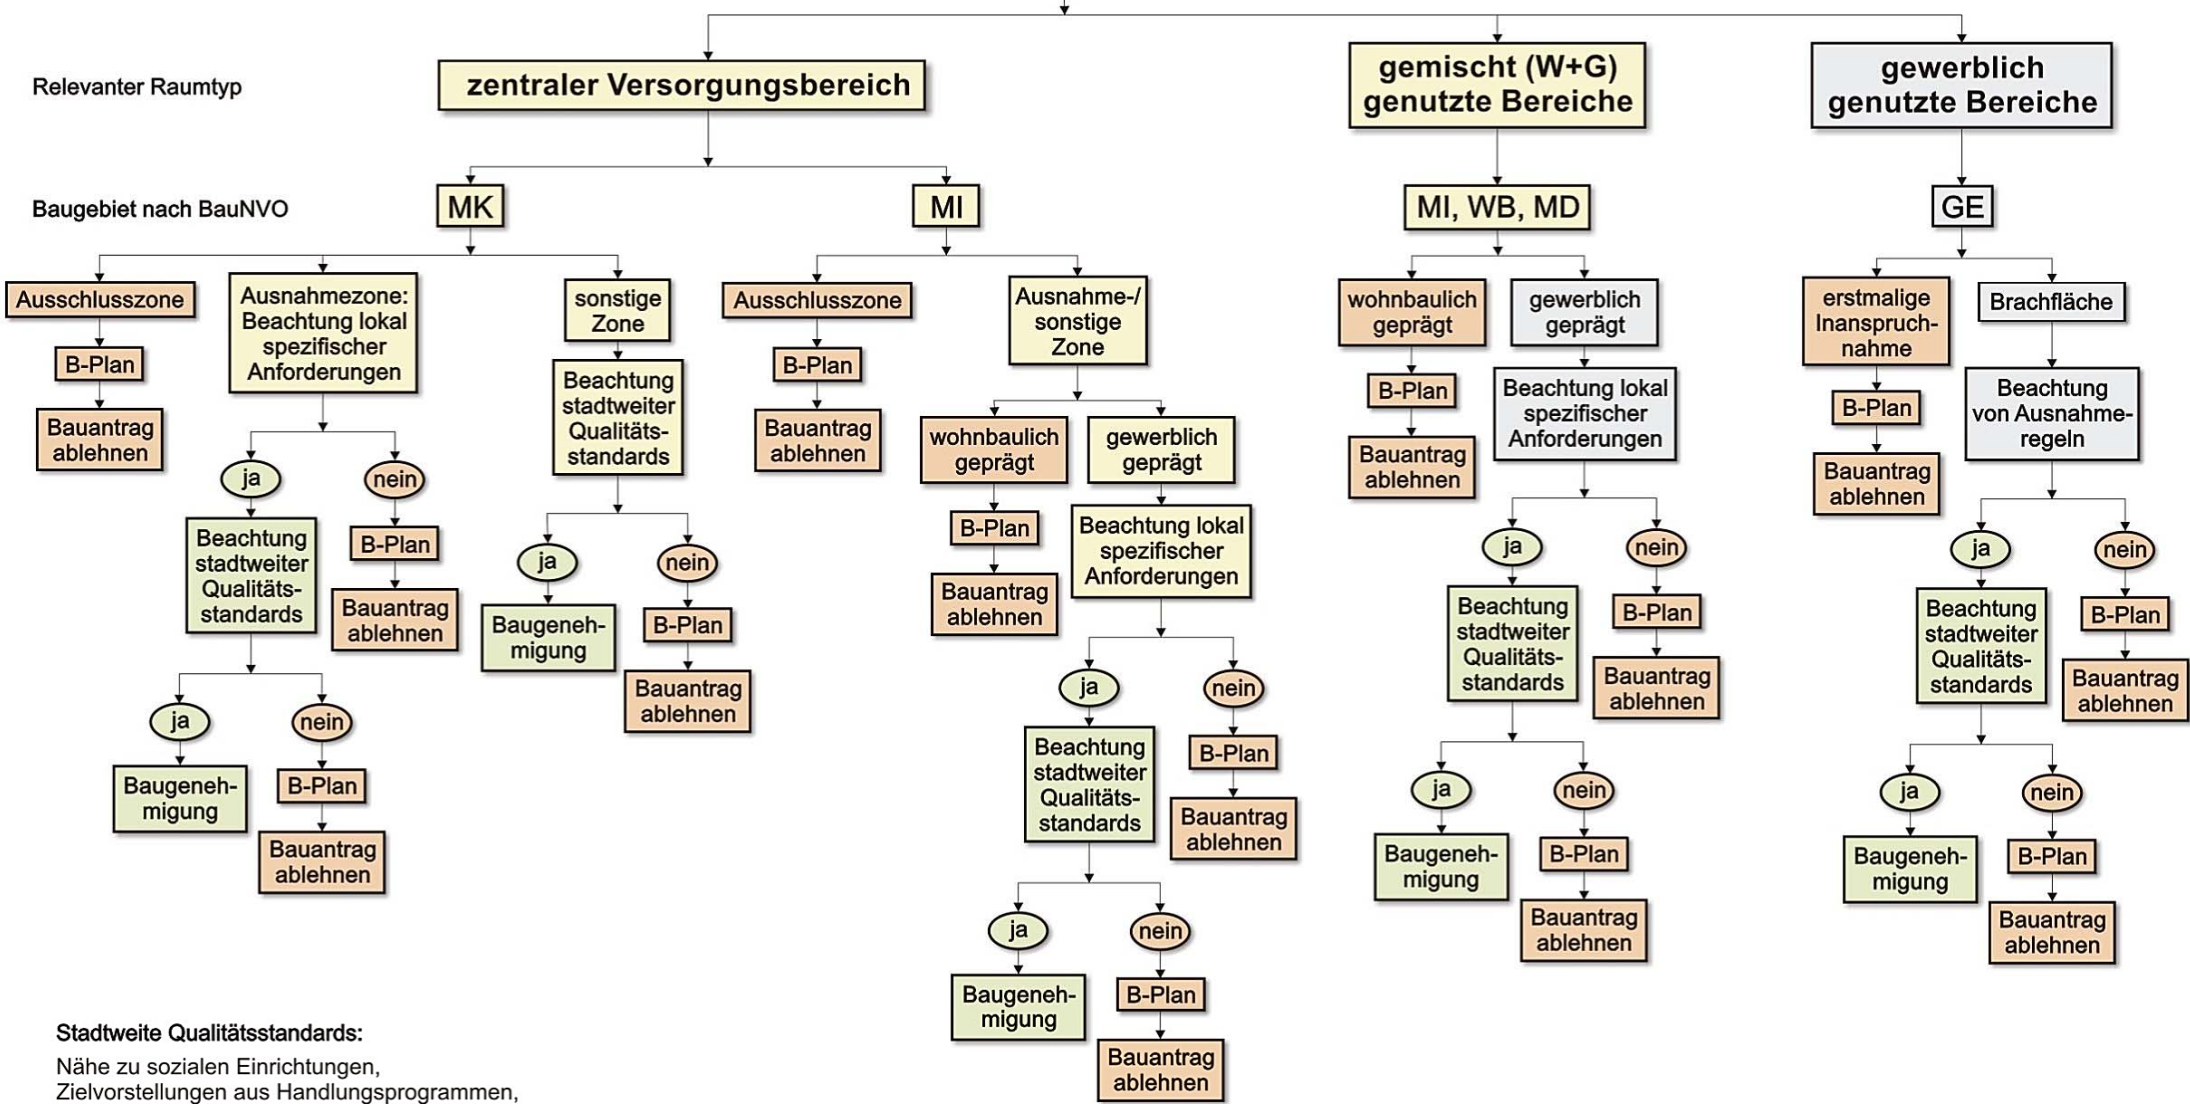 Relevanter Raumtyp
zentraler Versorgungsbereich
gemischt (W+G)
genutzte Bereiche
gewerblich
genutzte Bereiche
Baugebiet nach BauNVO
MK
MI
MI, WB, MD
GE
Ausschlusszone
B-Plan
Bauantrag
ablehnen
Ausnahmezone:
Beachtung lokal
spezifischer
Anforderungen
ja
Beachtung
stadtweiter
Qualitäts-
standards
ja
Baugeneh-
migung
nein
B-Plan
Bauantrag
ablehnen
nein
B-Plan
Bauantrag
ablehnen
sonstige
Zone
Beachtung
stadtweiter
Qualitäts-
standards
ja
Baugeneh-
migung
nein
B-Plan
Bauantrag
ablehnen
Ausschlusszone
B-Plan
Bauantrag
ablehnen
Ausnahme-/
sonstige
Zone
wohnbaulich
geprägt
B-Plan
Bauantrag
ablehnen
gewerblich
geprägt
Beachtung lokal
spezifischer
Anforderungen
ja
Beachtung
stadtweiter
Qualitäts-
standards
ja
Baugeneh-
migung
nein
B-Plan
Bauantrag
ablehnen
nein
B-Plan
Bauantrag
ablehnen
wohnbaulich
geprägt
B-Plan
Bauantrag
ablehnen
gewerblich
geprägt
Beachtung lokal
spezifischer
Anforderungen
ja
Beachtung
stadtweiter
Qualitäts-
standards
ja
Baugeneh-
migung
nein
B-Plan
Bauantrag
ablehnen
nein
B-Plan
Bauantrag
ablehnen
erstmalige
Inanspruch-
nahme
B-Plan
Bauantrag
ablehnen
Brachfläche
Beachtung
von Ausnahme-
regeln
ja
Beachtung
stadtweiter
Qualitäts-
standards
ja
Baugeneh-
migung
nein
B-Plan
Bauantrag
ablehnen
nein
B-Plan
Bauantrag
ablehnen
Stadtweite Qualitätsstandards:
Nähe zu sozialen Einrichtungen,
Zielvorstellungen aus Handlungsprogrammen,